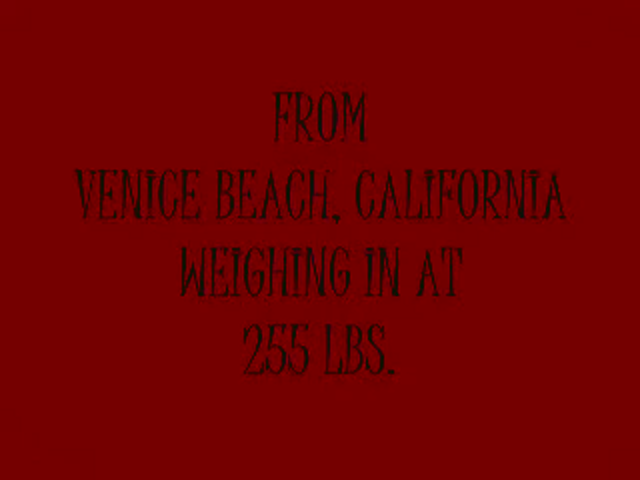 FROM
VENICE BEACH, CALIFORNIA
WEIGHING IN AT
255 LBS.